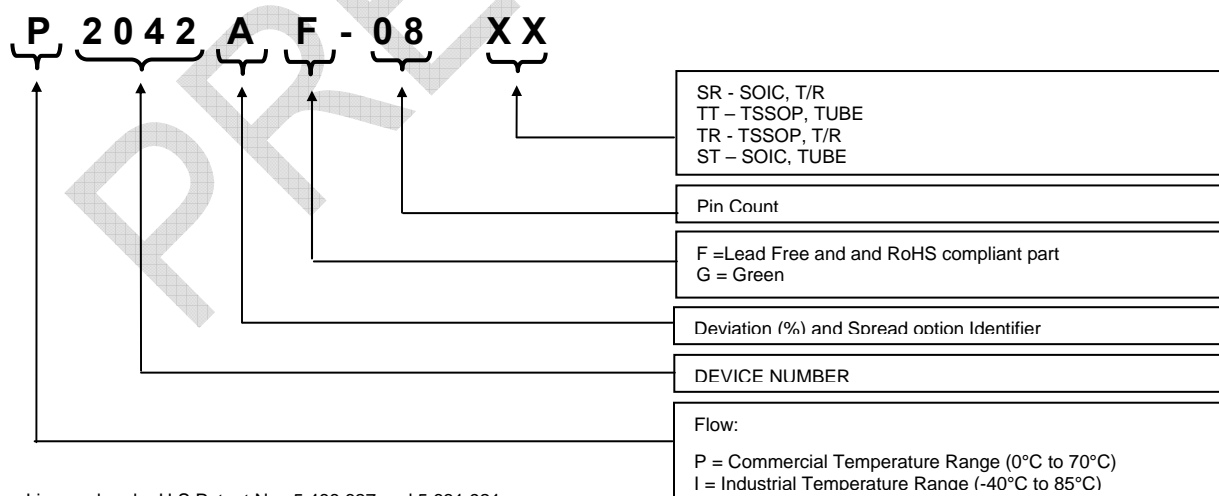 P 2042 A F - 08 XX
SR - SOIC, T/R
TT – TSSOP, TUBE
TR - TSSOP, T/R
ST – SOIC, TUBE
Pin Count
F =Lead Free and and RoHS compliant part
G = Green
Deviation (%) and Spread option Identifier
DEVICE NUMBER
Flow:
P = Commercial Temperature Range (0°C to 70°C)
I = Industrial Temperature Range (-40°C to 85°C)
PRE